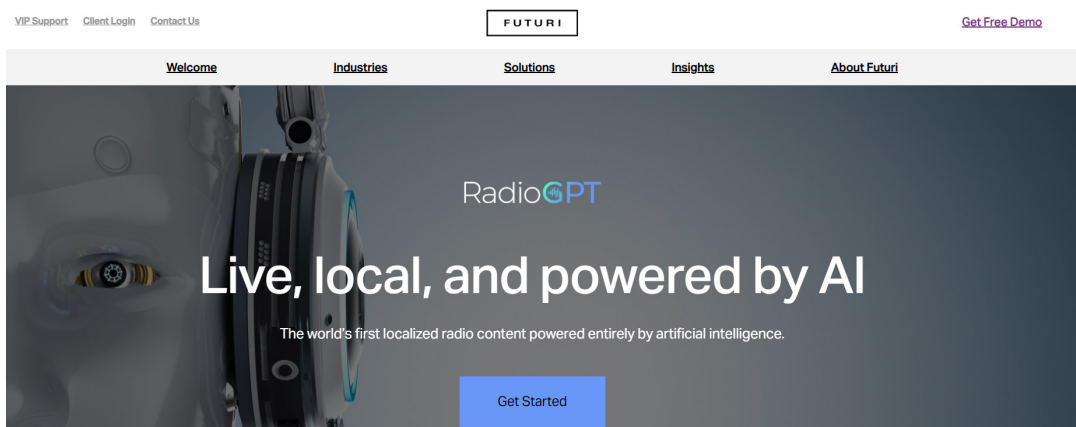 VIP Support Client Login Contact Us FUTURI Get Free Demo
Welcome Industries Solutions Insights About Futuri
RadioGPT
Live, local, and powered by AI
The world's first localized radio content powered entirely by artificial intelligence.
Get Started